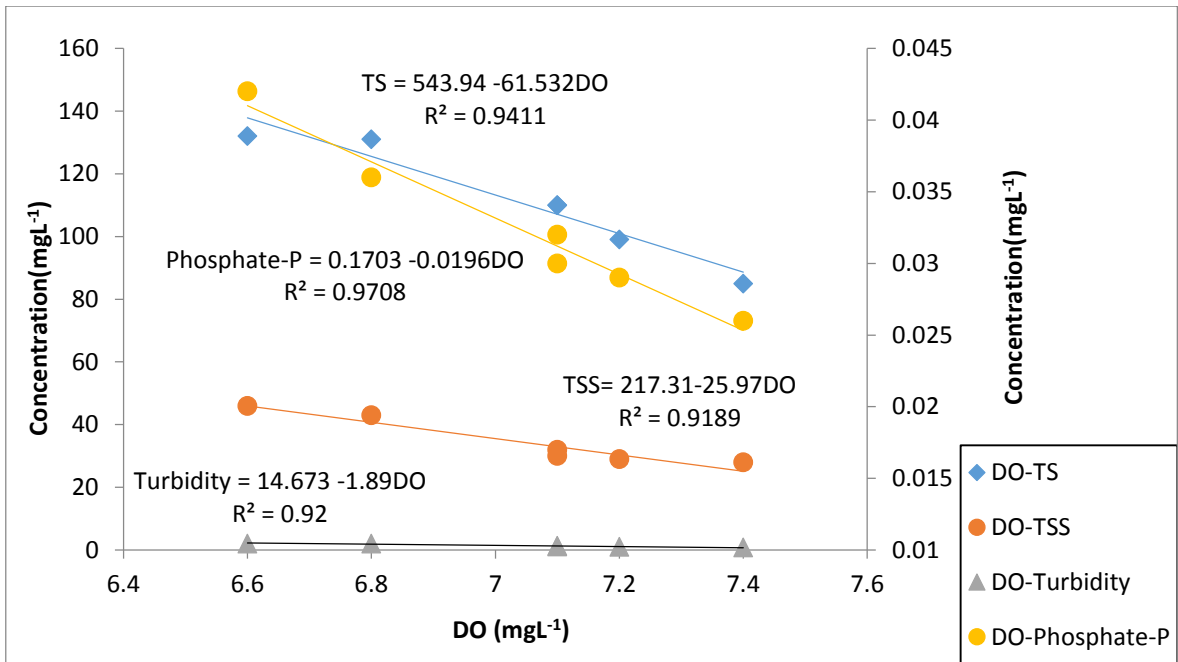 160
140
120
100
80
60
40
20
0
Concentration(mgL⁻¹)
0.045
0.04
0.035
0.03
0.025
0.02
0.015
0.01
Concentration(mgL⁻¹)
TS = 543.94 -61.532DO
R² = 0.9411
Phosphate-P = 0.1703 -0.0196DO
R² = 0.9708
TSS= 217.31-25.97DO
R² = 0.9189
Turbidity = 14.673 -1.89DO
R² = 0.92
6.4 6.6 6.8 7 7.2 7.4 7.6
DO (mgL⁻¹)
DO-TS
DO-TSS
DO-Turbidity
DO-Phosphate-P